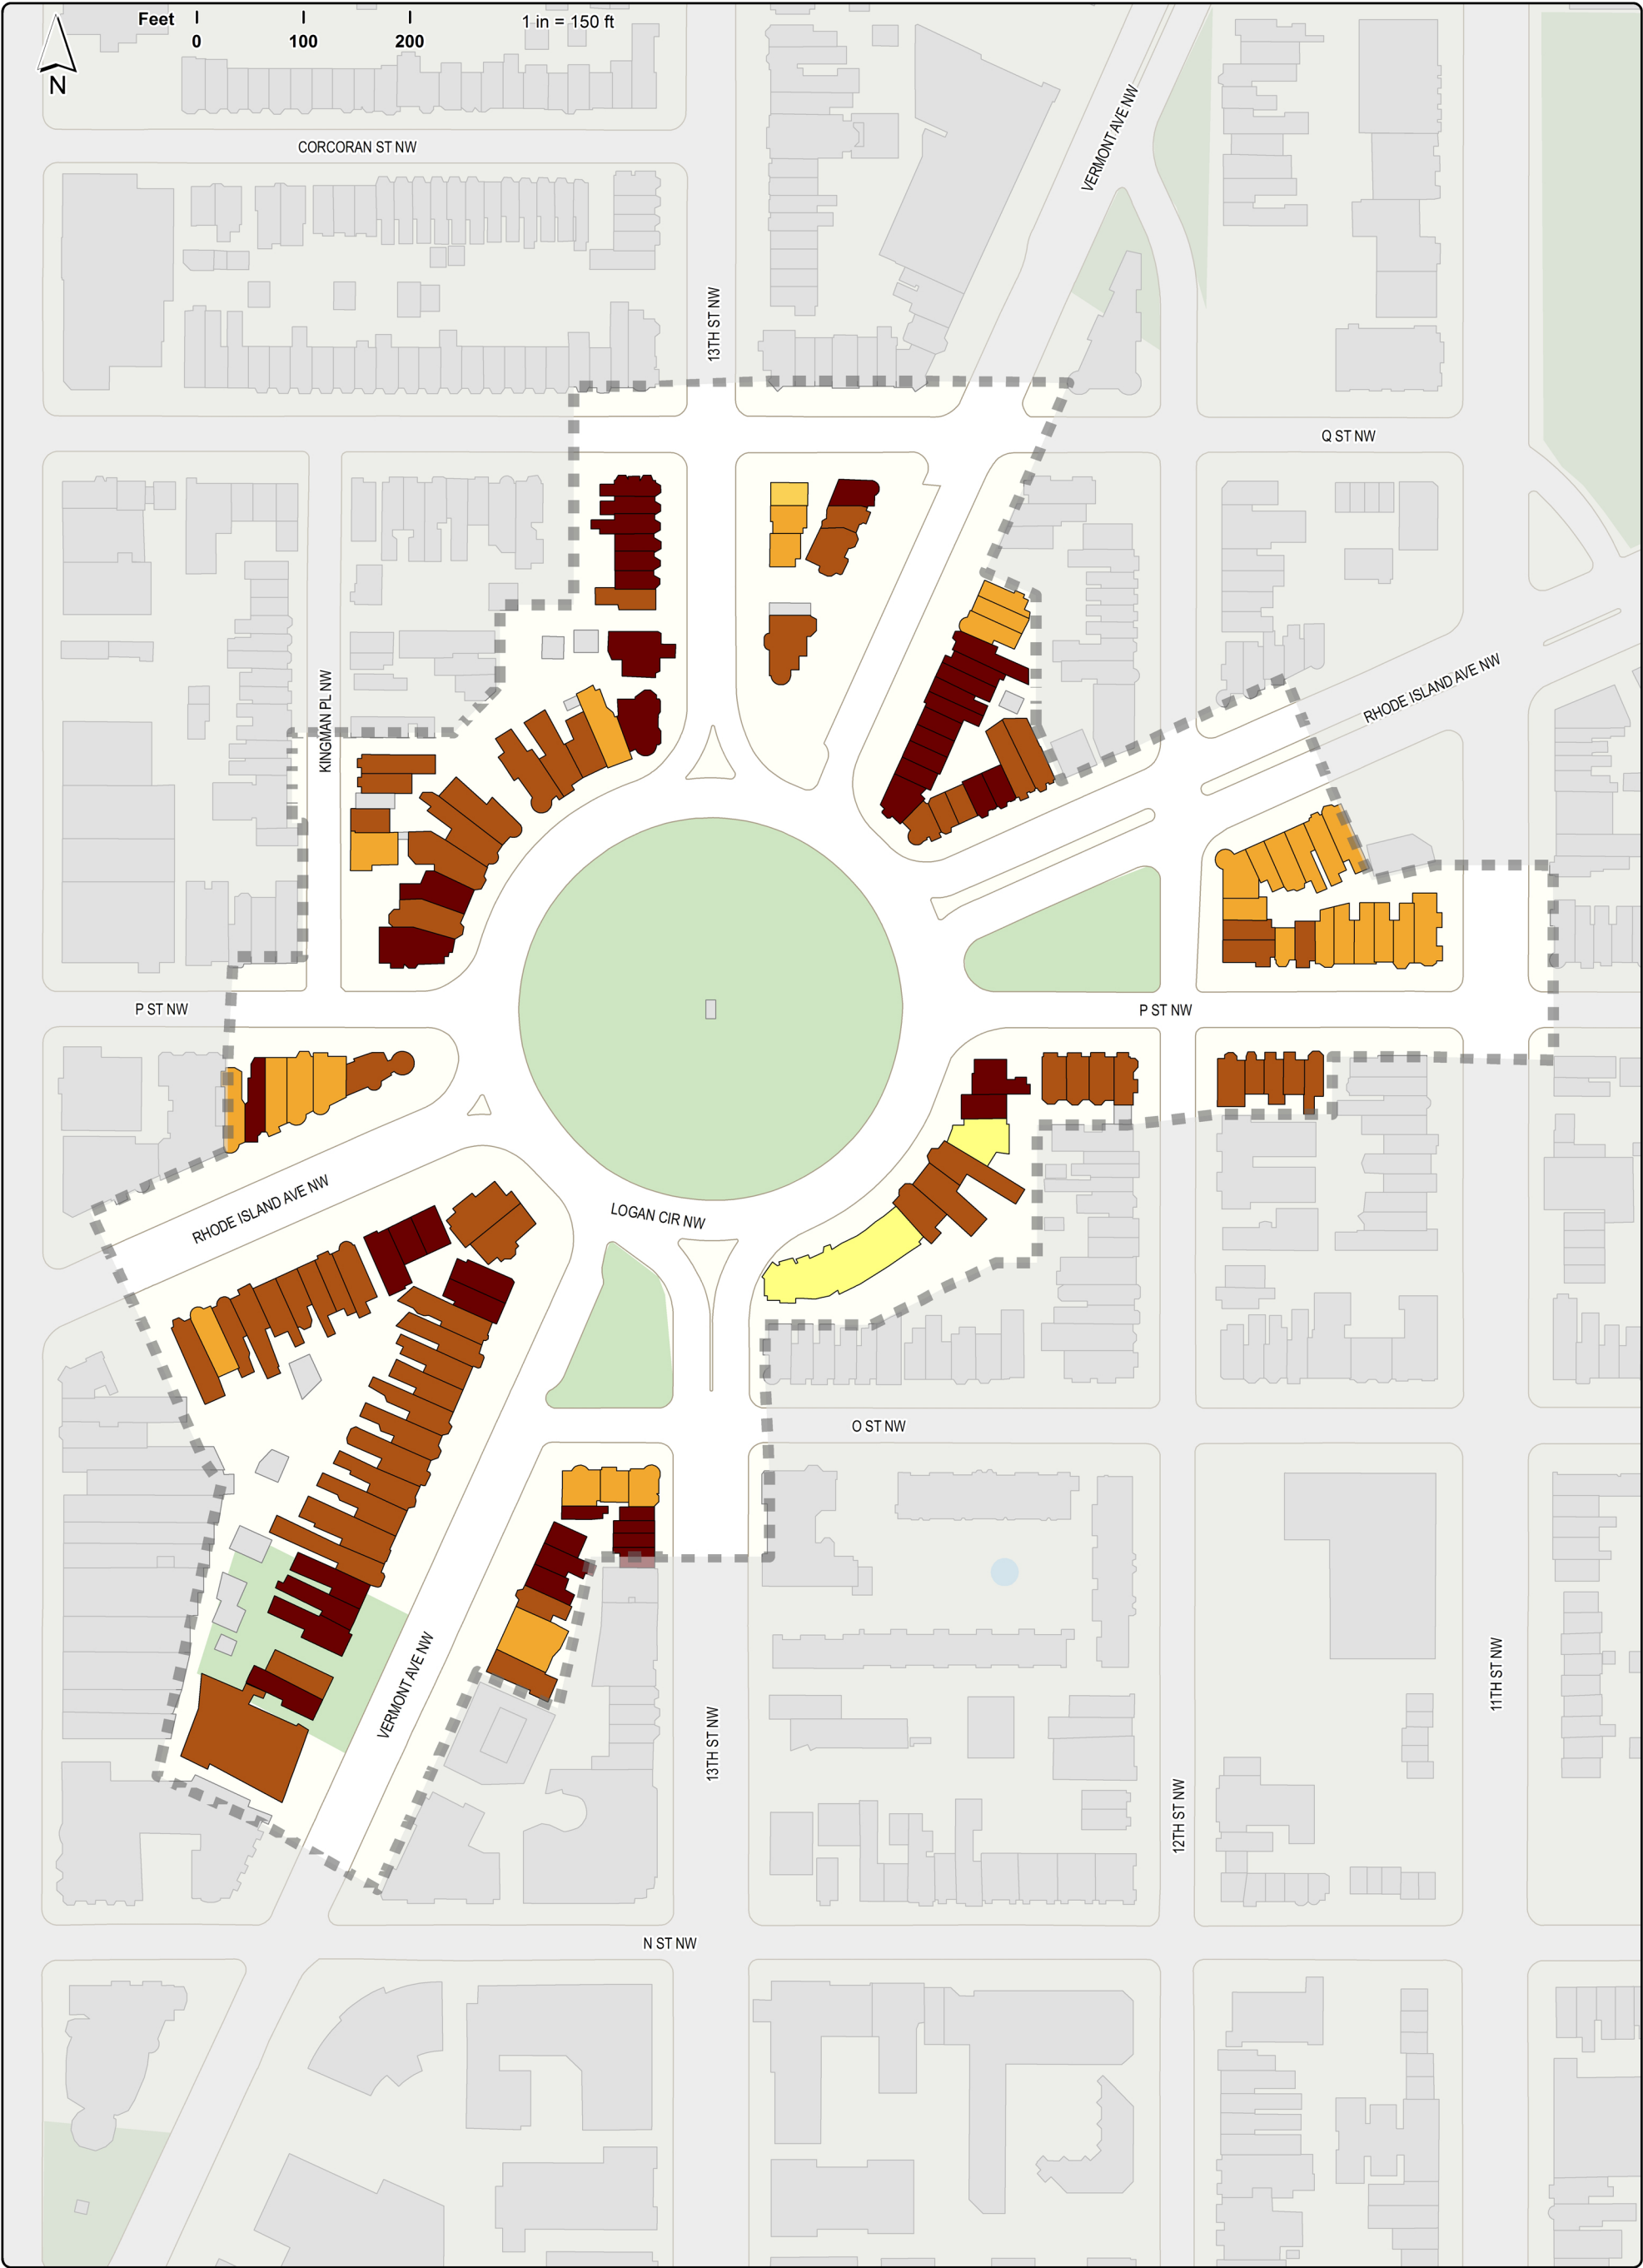 Feet
0 100 200
1 in = 150 ft
N
CORCORAN ST NW
VERMONT AVE NW
13TH ST NW
Q ST NW
KINGMAN PL NW
RHODE ISLAND AVE NW
P ST NW
P ST NW
RHODE ISLAND AVE NW
LOGAN CIR NW
O ST NW
VERMONT AVE NW
13TH ST NW
12TH ST NW
11TH ST NW
N ST NW